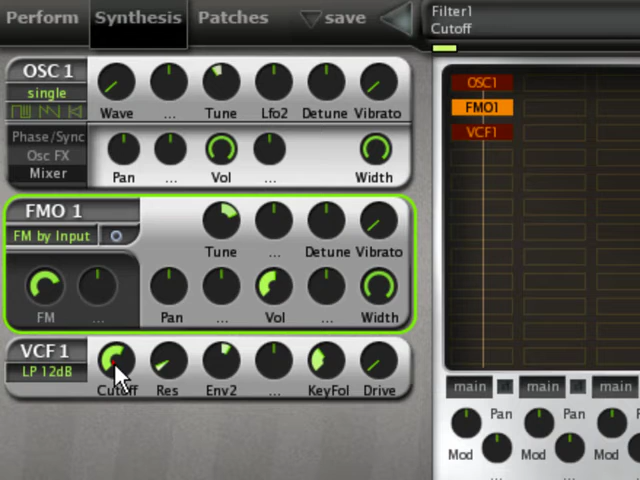 Perform Synthesis Patches save
Filter1
Cutoff
OSC 1
single
Wave ... Tune Lfo2 Detune Vibrato
Phase/Sync
Osc FX
Mixer
Pan ... Vol ... Width
FMO 1
FM by Input
Tune ... Detune Vibrato
FM ... Pan ... Vol ... Width
VCF 1
LP 12dB
Cutoff Res Env2 ... KeyFol Drive
OSC1
FMO1
VCF1
main main main
Pan Pan
Mod Mod Mod
... ...